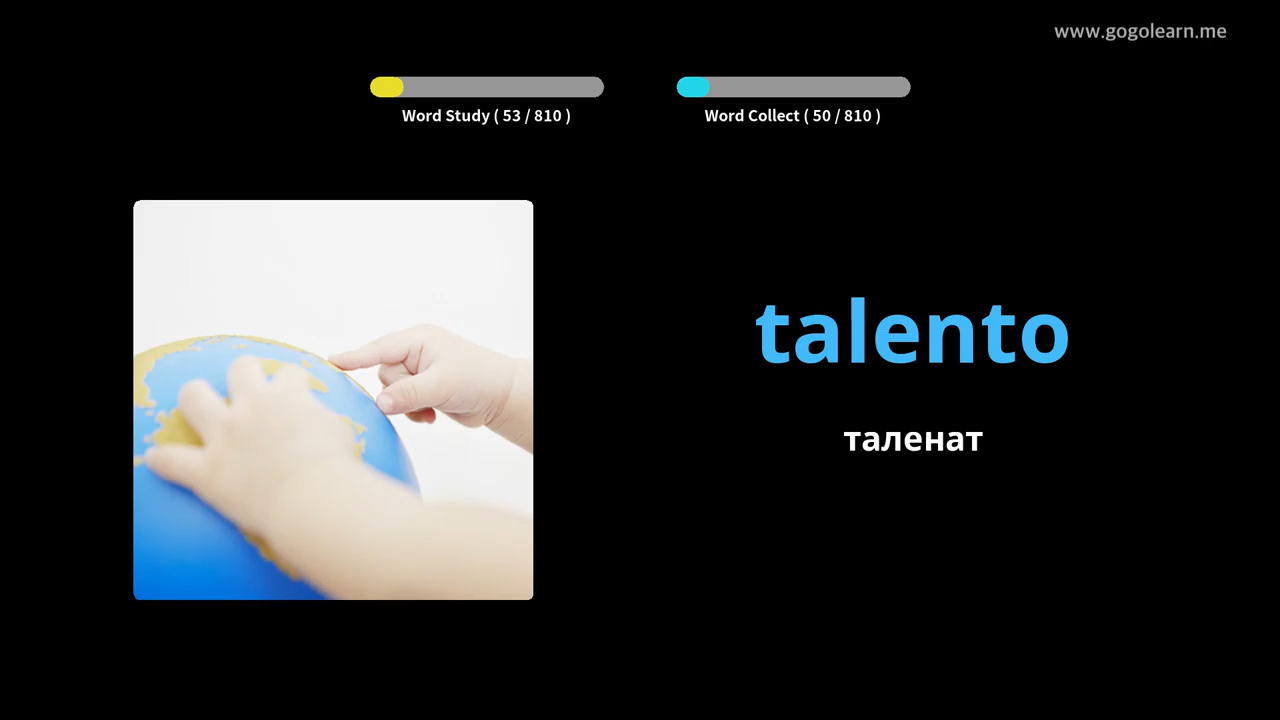 www.gogolearn.me
Word Study ( 53 / 810 )
Word Collect ( 50 / 810 )
talento
таленат